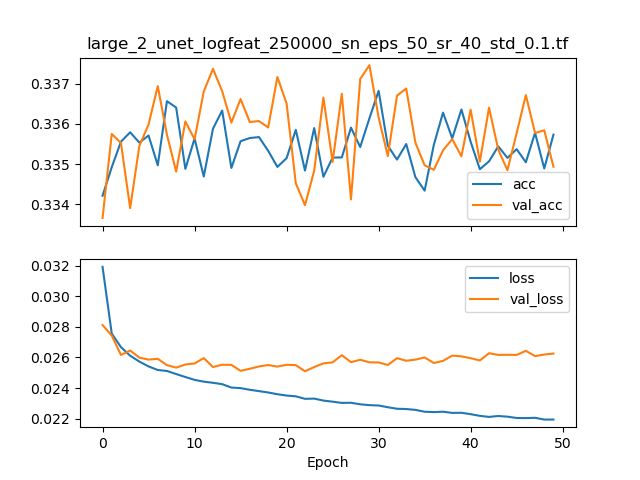 large_2_unet_logfeat_250000_sn_eps_50_sr_40_std_0.1.tf
0.337
0.336
0.335
0.334
acc
val_acc
0.032
0.030
0.028
0.026
0.024
0.022
loss
val_loss
0 10 20 30 40 50
Epoch